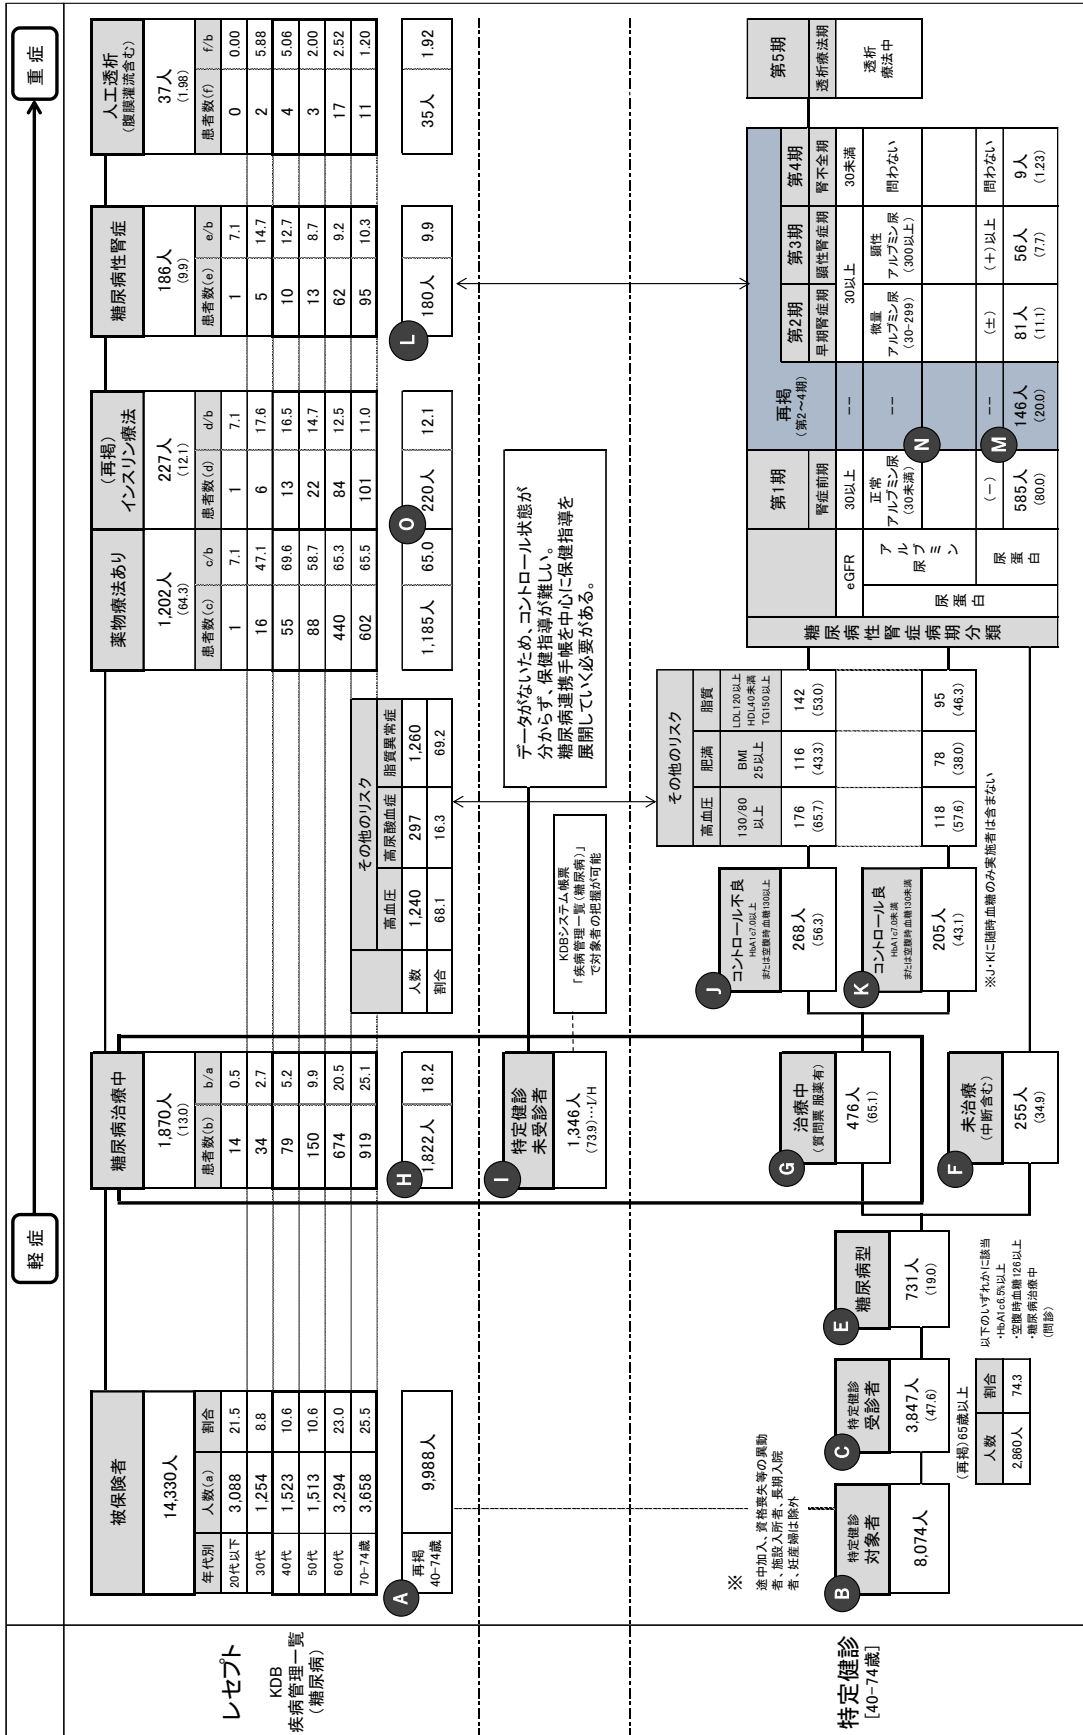 軽症
重症
レセプト
KDB
疾病管理一覧
（糖尿病）
被保険者
14,330人
年代別 人数(a) 割合
20代以下 3,088 21.5
30代 1,254 8.8
40代 1,523 10.6
50代 1,513 10.6
60代 3,294 23.0
70-74歳 3,658 25.5
A
再掲
40-74歳
9,988人
糖尿病治療中
1,870人
(13.0)
患者数(b) b/a
14 0.5
34 2.7
79 5.2
150 9.9
674 20.5
919 25.1
H
1,822人 18.2
その他のリスク
高血圧 高尿酸血症 脂質異常症
人数 1,240 297 1,260
割合 68.1 16.3 69.2
薬物療法あり
1,202人
(64.3)
患者数(c) c/b
1 7.1
16 47.1
55 69.6
88 58.7
440 65.3
602 65.5
1,185人 65.0
O
（再掲）
インスリン療法
227人
(12.1)
患者数(d) d/b
1 7.1
6 17.6
13 16.5
22 14.7
84 12.5
101 11.0
220人 12.1
糖尿病性腎症
186人
(9.9)
患者数(e) e/b
1 7.1
5 14.7
10 12.7
13 8.7
62 9.2
95 10.3
L
180人 9.9
人工透析
（腹膜灌流含む）
37人
(1.98)
患者数(f) f/b
0 0.00
2 5.88
4 5.06
3 2.00
17 2.52
11 1.20
35人 1.92
I
特定健診
未受診者
1,346人
(73.9)…I/H
KDBシステム帳票
「疾病管理一覧（糖尿病）」
で対象者の把握が可能
データがないため、コントロール状態が
分からず、保健指導が難しい。
糖尿病連携手帳を中心に保健指導を
展開していく必要がある。
特定健診
[40-74歳]
※
途中加入、資格喪失等の異動
者、施設入所者、長期入院
者、妊産婦は除外
B
特定健診
対象者
8,074人
C
特定健診
受診者
3,847人
(47.6)
（再掲）65歳以上
人数 割合
2,860人 74.3
E
糖尿病型
731人
(19.0)
以下のいずれかに該当
・HbA1c6.5%以上
・空腹時血糖126以上
・糖尿病治療中
（問診）
G
治療中
（質問票 服薬有）
476人
(65.1)
F
未治療
（中断含む）
255人
(34.9)
J
コントロール不良
HbA1c7.0以上
または空腹時血糖130以上
268人
(56.3)
K
コントロール良
HbA1c7.0未満
または空腹時血糖130未満
205人
(43.1)
※J・Kに随時血糖のみ実施者は含まない
その他のリスク
高血圧 肥満 脂質
130/80
以上
BMI
25以上
LDL120以上
HDL40未満
TG150以上
176
(65.7)
116
(43.3)
142
(53.0)
118
(57.6)
78
(38.0)
95
(46.3)
糖尿病性腎症病期分類
eGFR
尿蛋白
尿アルブミン
尿蛋白
第1期
腎症前期
30以上
正常
アルブミン尿
(30未満)
(－)
585人
(80.0)
再掲
（第2～4期）
--
--
N
M
--
146人
(20.0)
第2期
早期腎症期
30以上
微量
アルブミン尿
(30-299)
(±)
81人
(11.1)
第3期
顕性腎症期
顕性
アルブミン尿
(300以上)
(＋)以上
56人
(7.7)
第4期
腎不全期
30未満
問わない
問わない
9人
(1.23)
第5期
透析療法期
透析
療法中